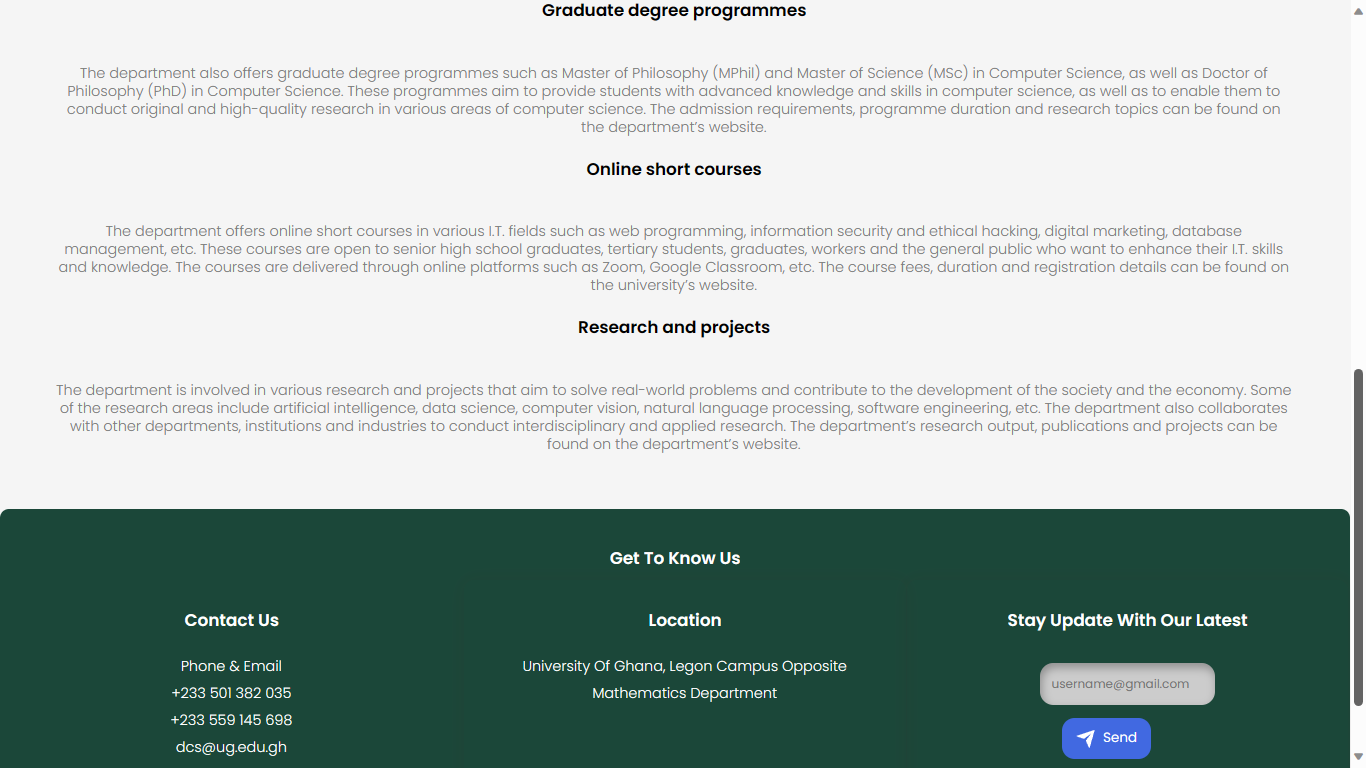 Graduate degree programmes
The department also offers graduate degree programmes such as Master of Philosophy (MPhil) and Master of Science (MSc) in Computer Science, as well as Doctor of
Philosophy (PhD) in Computer Science. These programmes aim to provide students with advanced knowledge and skills in computer science, as well as to enable them to
conduct original and high-quality research in various areas of computer science. The admission requirements, programme duration and research topics can be found on
the department's website.
Online short courses
The department offers online short courses in various I.T. fields such as web programming, information security and ethical hacking, digital marketing, database
management, etc. These courses are open to senior high school graduates, tertiary students, graduates, workers and the general public who want to enhance their I.T. skills
and knowledge. The courses are delivered through online platforms such as Zoom, Google Classroom, etc. The course fees, duration and registration details can be found on
the university's website.
Research and projects
The department is involved in various research and projects that aim to solve real-world problems and contribute to the development of the society and the economy. Some
of the research areas include artificial intelligence, data science, computer vision, natural language processing, software engineering, etc. The department also collaborates
with other departments, institutions and industries to conduct interdisciplinary and applied research. The department's research output, publications and projects can be
found on the department's website.
Get To Know Us
Contact Us
Phone & Email
+233 501 382 035
+233 559 145 698
dcs@ug.edu.gh
Location
University Of Ghana, Legon Campus Opposite
Mathematics Department
Stay Update With Our Latest
username@gmail.com
Send